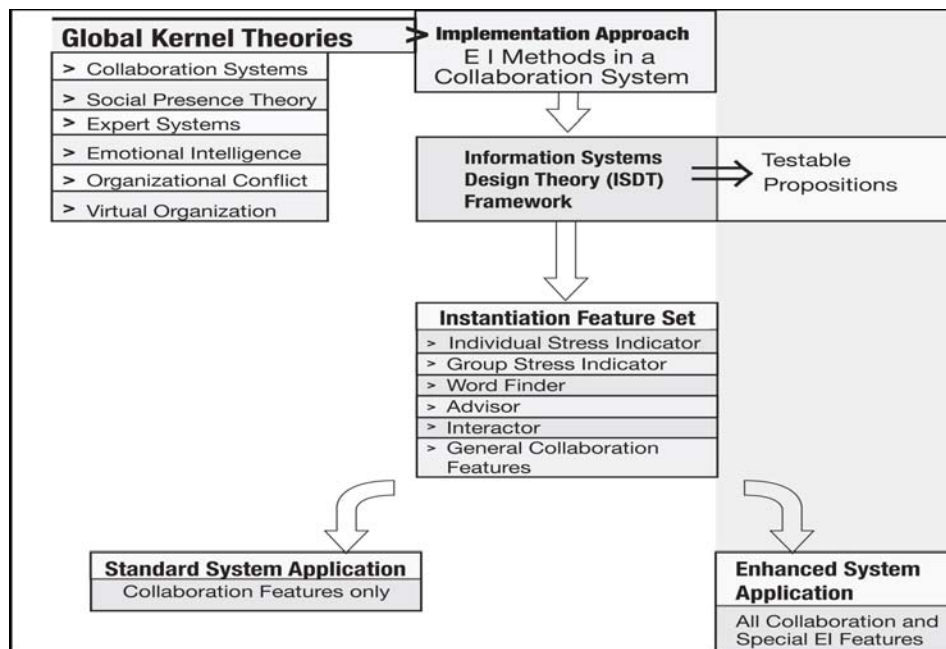 Global Kernel Theories
> Collaboration Systems
> Social Presence Theory
> Expert Systems
> Emotional Intelligence
> Organizational Conflict
> Virtual Organization
> Implementation Approach
E I Methods in a
Collaboration System
Information Systems
Design Theory (ISDT)
Framework
Testable
Propositions
Instantiation Feature Set
> Individual Stress Indicator
> Group Stress Indicator
> Word Finder
> Advisor
> Interactor
> General Collaboration
Features
Standard System Application
Collaboration Features only
Enhanced System
Application
All Collaboration and
Special EI Features